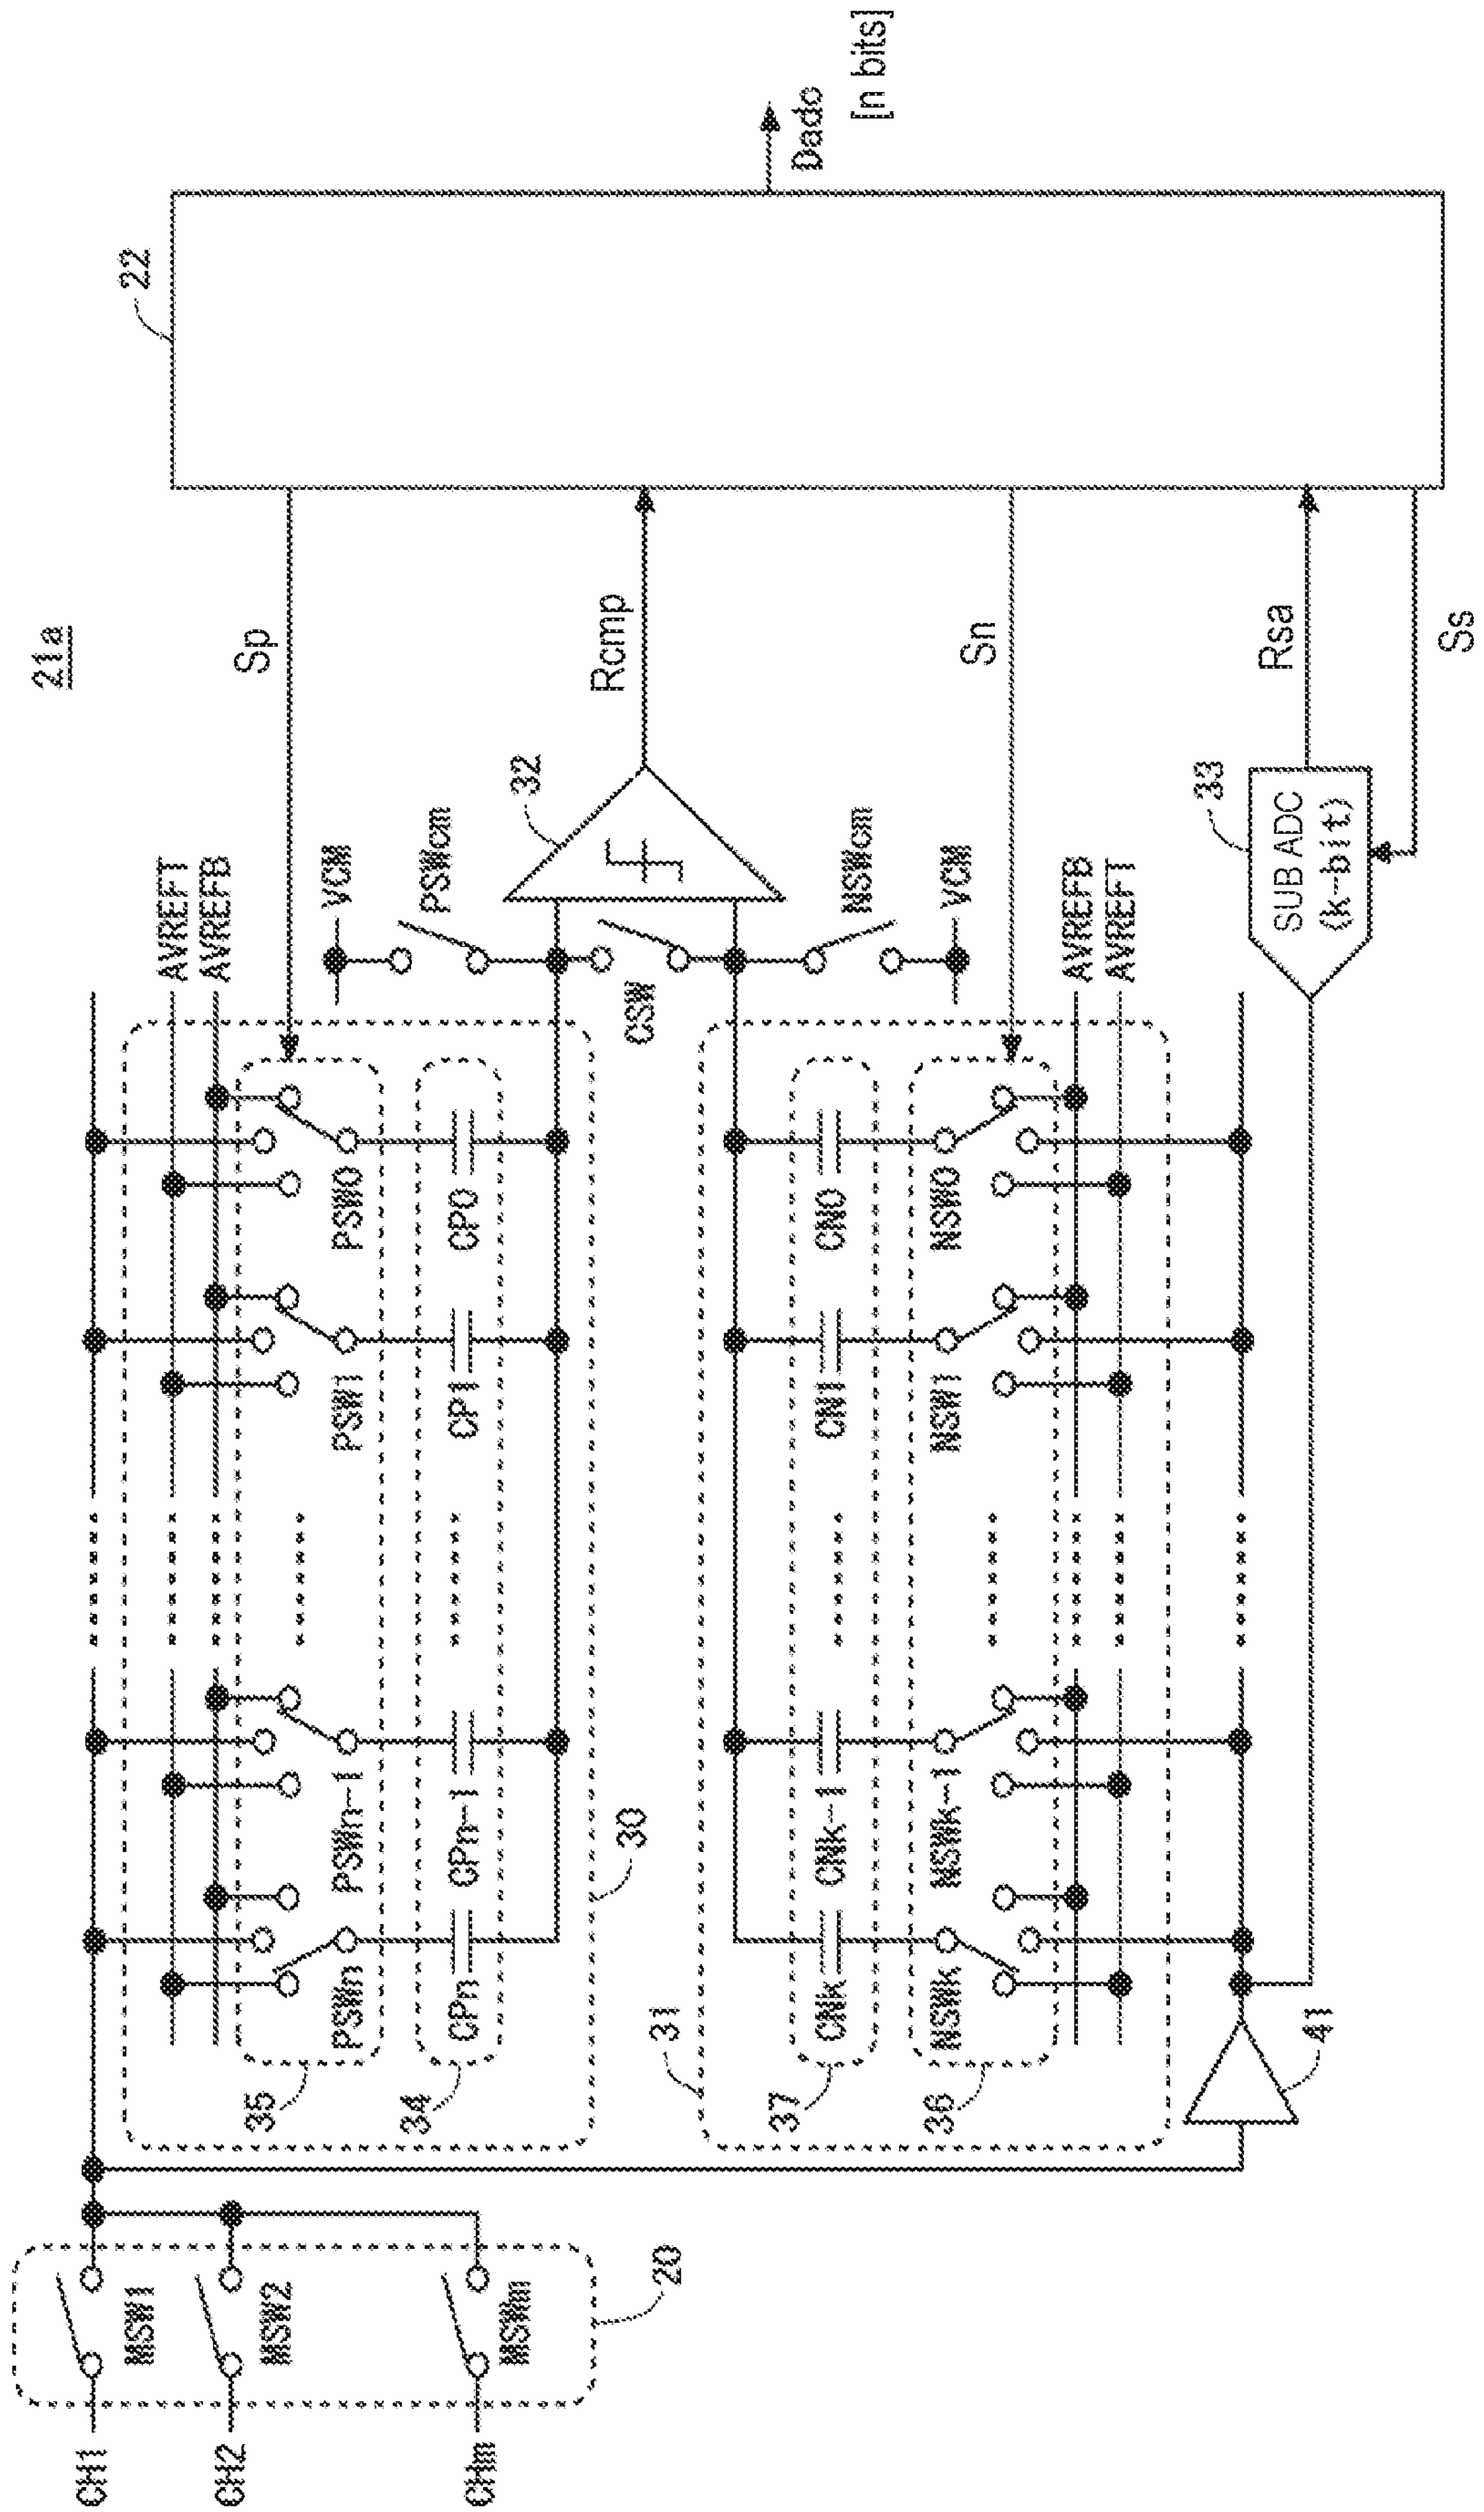 21a
22
AVREFT
AVREFB
Sp
VCM
PSWcm
32
Rcmp
CSW
NSWcm
VCM
Sn
AVREFB
AVREFT
33
SUB ADC
(k-bit)
Rsa
Ss
Dadc
[n bits]
35
PSWn
PSWn-1
PSW1
PSW0
34
CPn
CPn-1
CP1
CP0
30
31
37
CNk
CNk-1
CN1
CN0
36
NSWk
NSWk-1
NSW1
NSW0
41
CH1
MSW1
CH2
MSW2
CHm
MSWm
20